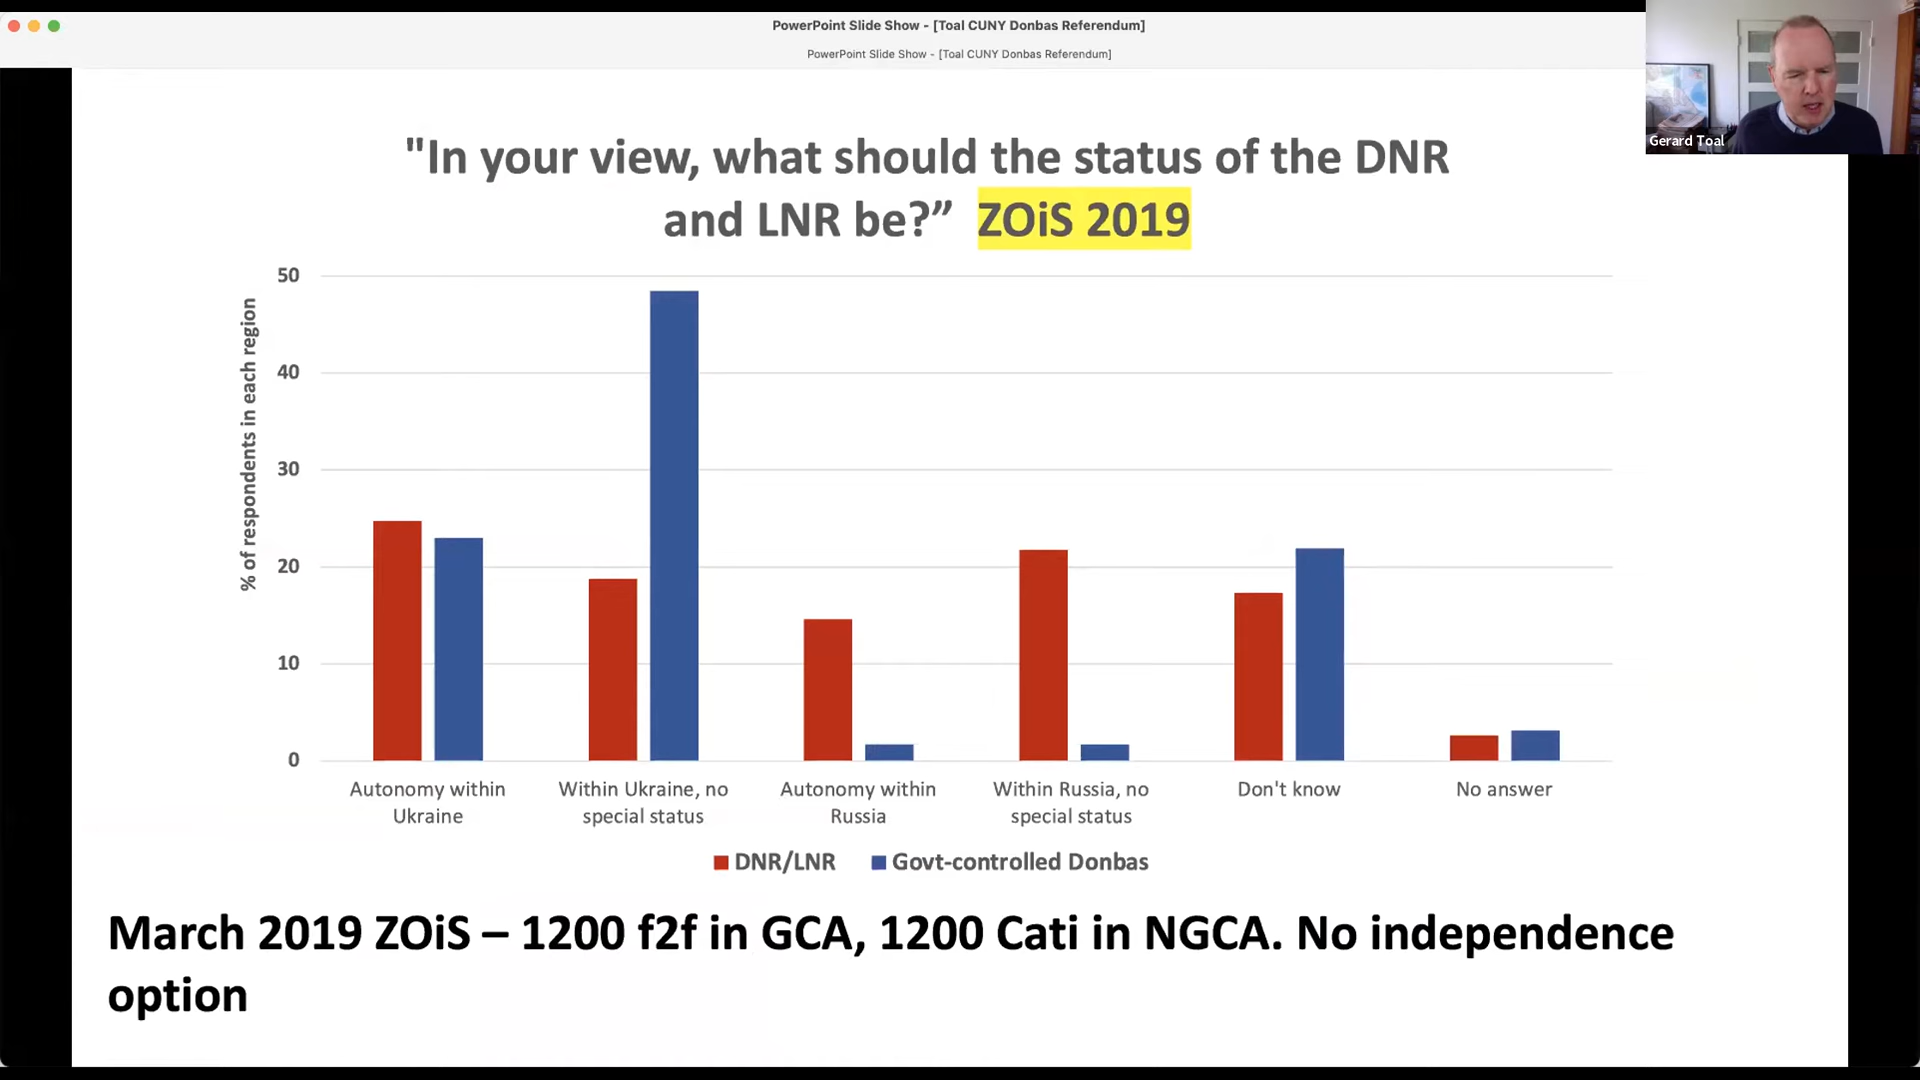 PowerPoint Slide Show - [Toal CUNY Donbas Referendum]
PowerPoint Slide Show - [Toal CUNY Donbas Referendum]
Gerard Toal
"In your view, what should the status of the DNR
and LNR be?” ZOiS 2019
% of respondents in each region
50
40
30
20
10
0
Autonomy within
Ukraine
Within Ukraine, no
special status
Autonomy within
Russia
Within Russia, no
special status
Don't know
No answer
DNR/LNR
Govt-controlled Donbas
March 2019 ZOiS – 1200 f2f in GCA, 1200 Cati in NGCA. No independence
option